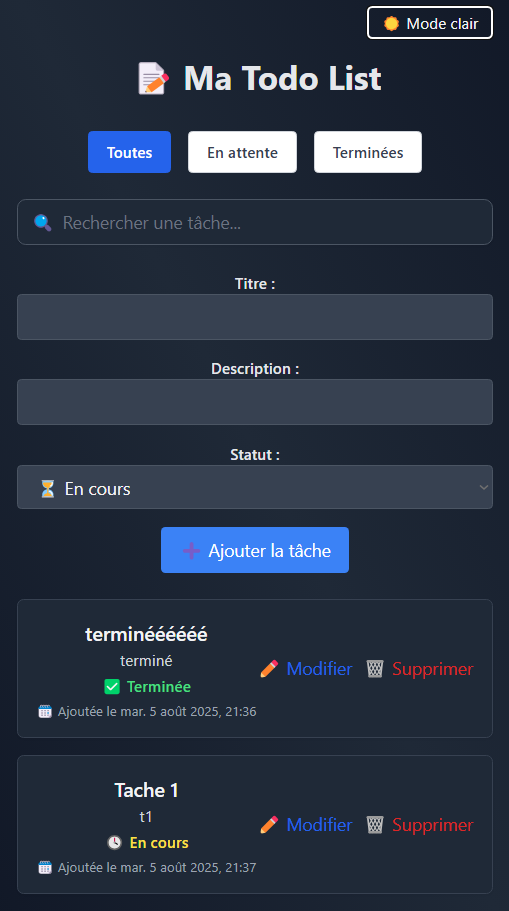 Mode clair
Ma Todo List
Toutes En attente Terminées
Rechercher une tâche...
Titre :
Description :
Statut :
En cours
Ajouter la tâche
terminéééééé
terminé
Terminée
Ajoutée le mar. 5 août 2025, 21:36
Modifier Supprimer
Tache 1
t1
En cours
Ajoutée le mar. 5 août 2025, 21:37
Modifier Supprimer